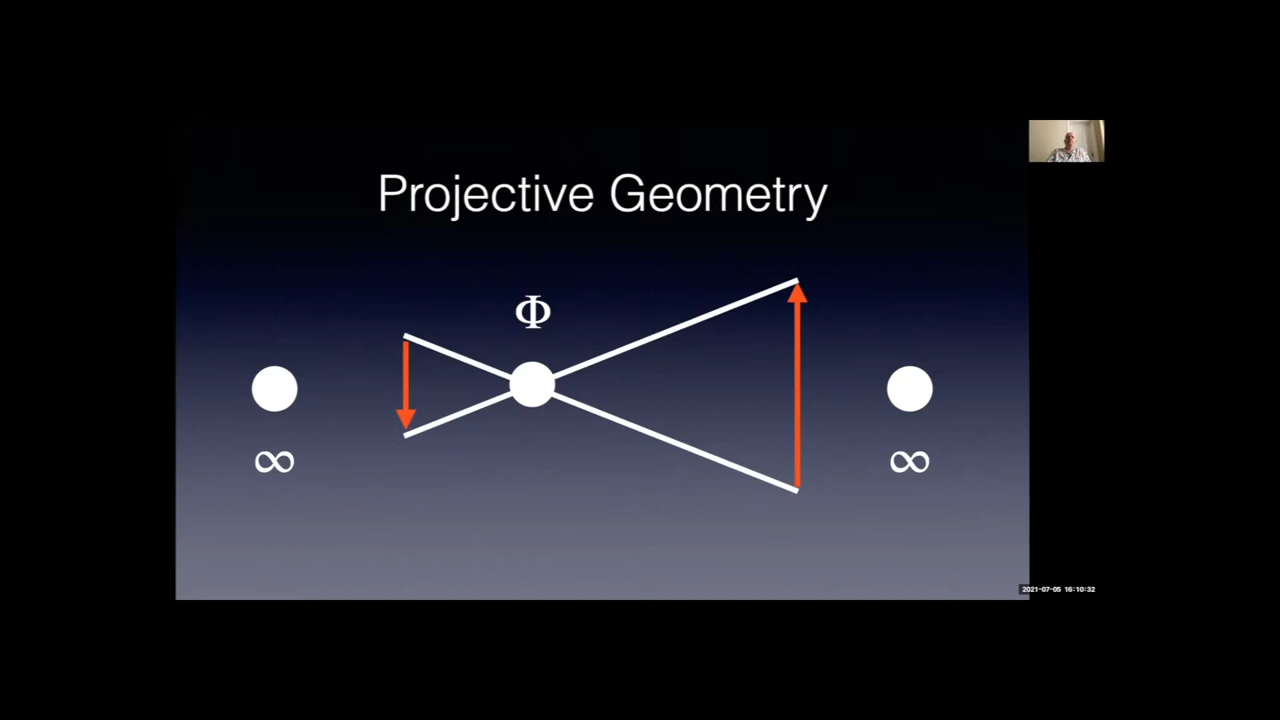 Projective Geometry
Φ
∞ ∞
2021-07-05 16:10:32